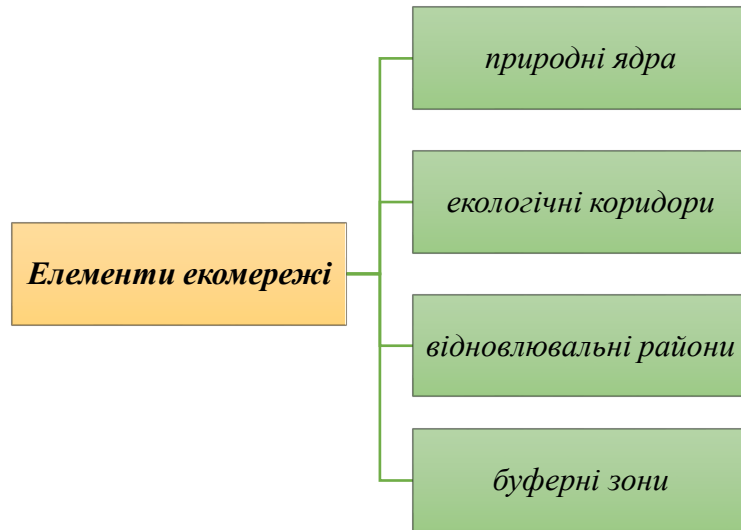 природні ядра
екологічні коридори
Елементи екомережі
відновлювальні райони
буферні зони